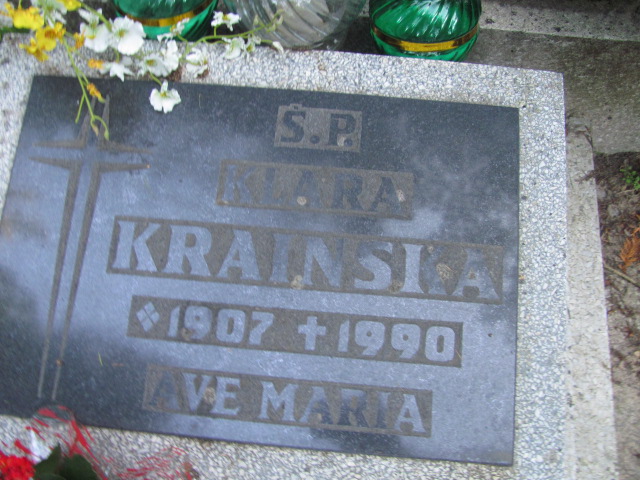 Ś.P.
KLARA
KRAINSKA
* 1907 + 1990
AVE MARIA